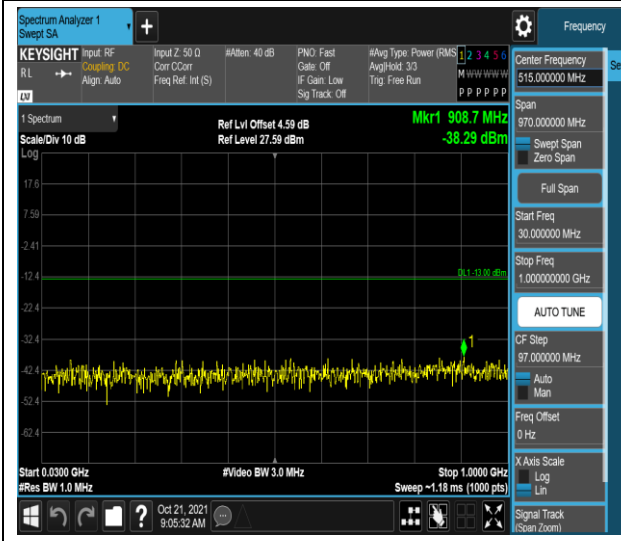 Spectrum Analyzer 1
Swept SA
+
Frequency
KEYSIGHT
RL
LXI
Input: RF
Coupling: DC
Align: Auto
Input Z: 50 Ω
Corr CCorr
Freq Ref: Int (S)
#Atten: 40 dB
PNO: Fast
Gate: Off
IF Gain: Low
Sig Track: Off
#Avg Type: Power (RMS
Avg|Hold: 3/3
Trig: Free Run
1 2 3 4 5 6
M W W W W W
P P P P P P
1 Spectrum
Scale/Div 10 dB
Log
Ref Lvl Offset 4.59 dB
Ref Level 27.59 dBm
Mkr1 908.7 MHz
-38.29 dBm
17.6
7.59
-2.41
-12.4
DL1 -13.00 dBm
-22.4
-32.4
1
-42.4
-52.4
-62.4
Start 0.0300 GHz
#Res BW 1.0 MHz
#Video BW 3.0 MHz
Stop 1.0000 GHz
Sweep ~1.18 ms (1000 pts)
?
Oct 21, 2021
9:05:32 AM
Center Frequency
515.000000 MHz
Se
Span
970.000000 MHz
Swept Span
Zero Span
Full Span
Start Freq
30.000000 MHz
Stop Freq
1.000000000 GHz
AUTO TUNE
CF Step
97.000000 MHz
Auto
Man
Freq Offset
0 Hz
X Axis Scale
Log
Lin
Signal Track
(Span Zoom)